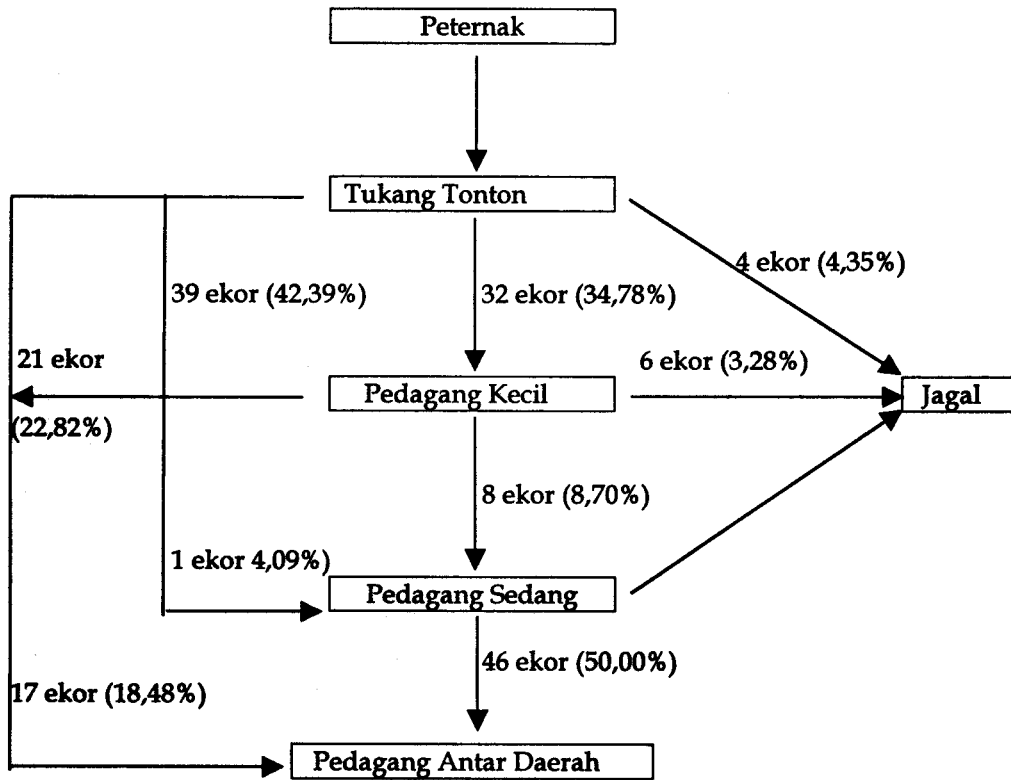 Peternak
Tukang Tonton
4 ekor (4,35%)
39 ekor (42,39%)
32 ekor (34,78%)
21 ekor
6 ekor (3,28%)
Pedagang Kecil
Jagal
(22,82%)
8 ekor (8,70%)
1 ekor 4,09%)
Pedagang Sedang
46 ekor (50,00%)
17 ekor (18,48%)
Pedagang Antar Daerah